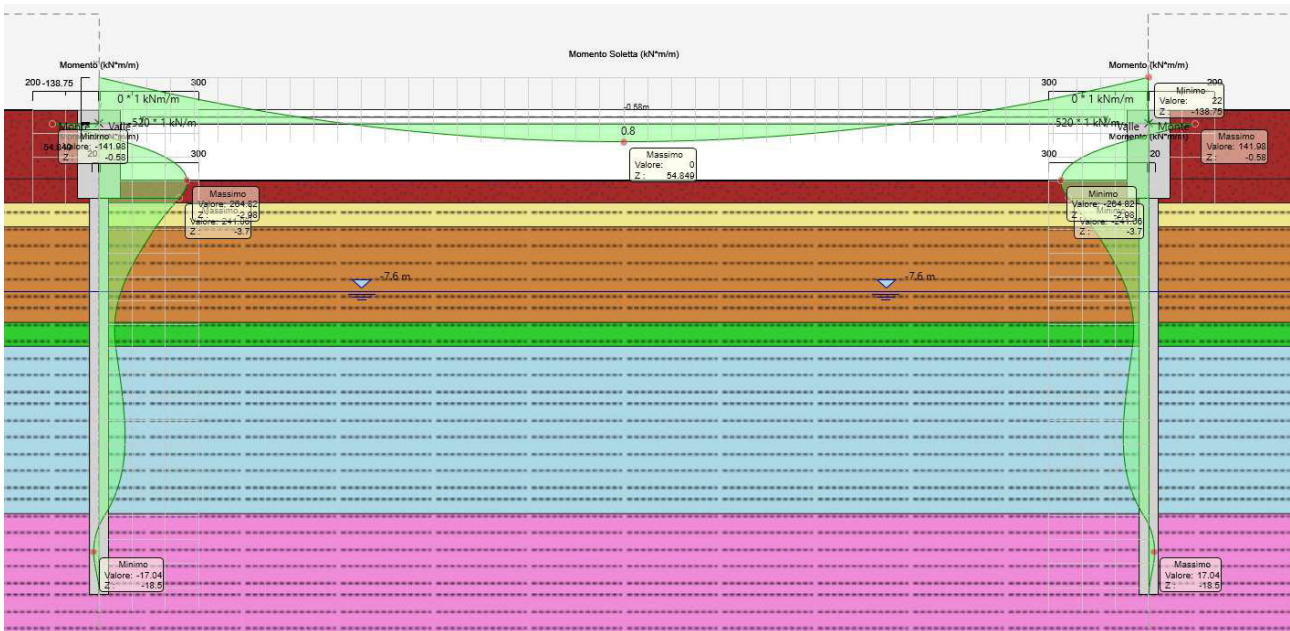 Momento Soletta (kN*m/m)
Momento (kN*m/m)
Momento (kN*m/m)
200
-138.75
300
300
200
0 * 1 kNm/m
0 * 1 kNm/m
-0.58m
Minimo
Valore: 22
Z : -138.75
520 * 1 kN/m
520 * 1 kN/m
Valle
Valle
Monte
Minimo
Valore: -141.98
Z : -0.58
20
300
0.8
Massimo
Valore: 0
Z : 54.849
300
20
Massimo
Valore: 141.98
Z : -0.58
Massimo
Valore: 264.82
Z : -2.98
Z : -3.7
Minimo
Valore: -264.82
Z : -2.98
Z : -3.7
-7.6 m
-7.6 m
Minimo
Valore: -17.04
Z : -18.5
Massimo
Valore: 17.04
Z : -18.5